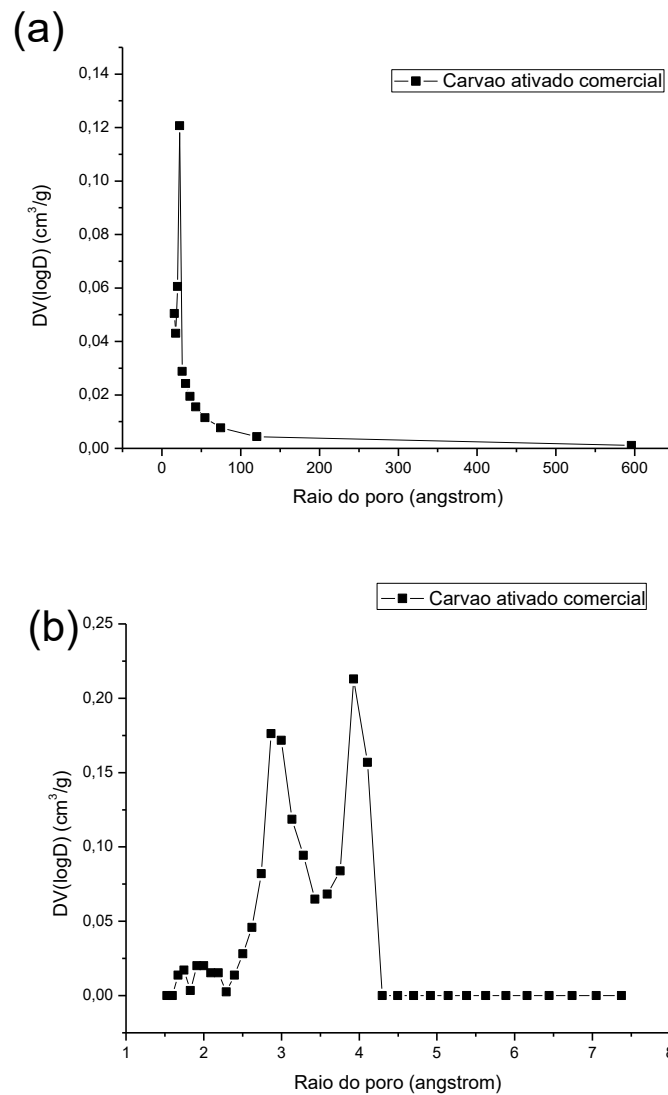 (a)
0,14
0,12
0,10
0,08
0,06
0,04
0,02
0,00
DV(logD) (cm³/g)
Carvao ativado comercial
0 100 200 300 400 500 600
Raio do poro (angstrom)
(b)
Carvao ativado comercial
0,25
0,20
0,15
0,10
0,05
0,00
DV(logD) (cm³/g)
1 2 3 4 5 6 7 8
Raio do poro (angstrom)